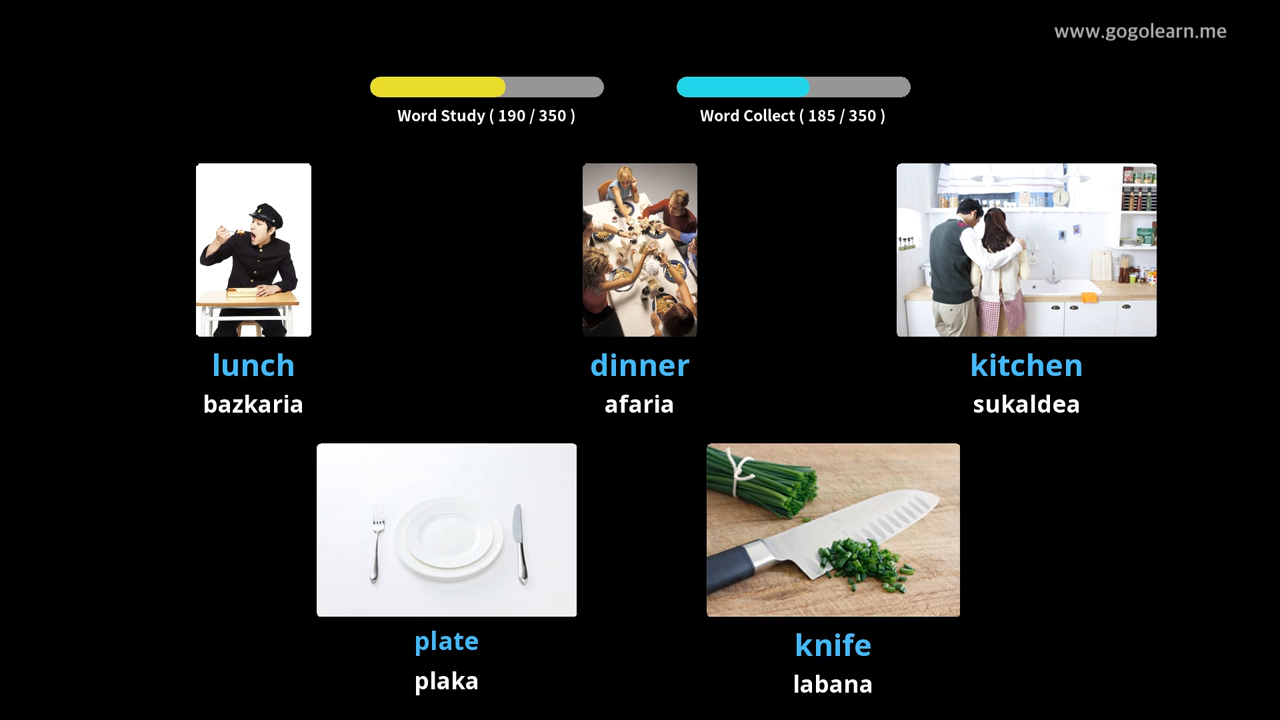 www.gogolearn.me
Word Study ( 190 / 350 )
Word Collect ( 185 / 350 )
lunch
bazkaria
dinner
afaria
kitchen
sukaldea
plate
plaka
knife
labana